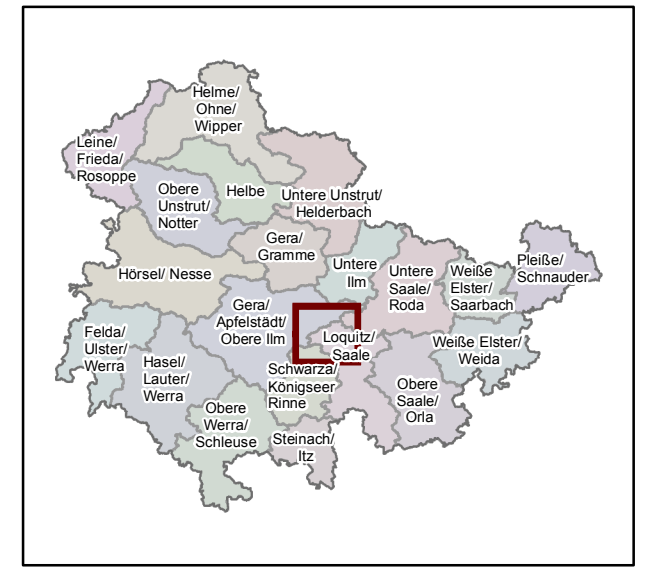 Helme/
Ohne/
Wipper
Leine/
Frieda/
Rosoppe
Obere
Unstrut/
Notter
Helbe
Untere Unstrut/
Helderbach
Gera/
Gramme
Hörsel/ Nesse
Untere
Ilm
Untere
Saale/
Roda
Weiße
Elster/
Saarbach
Pleiße/
Schnauder
Gera/
Apfelstädt/
Obere Ilm
Felda/
Ulster/
Werra
Hasel/
Lauter/
Werra
Loquitz/
Saale
Weiße Elster/
Weida
Schwarza/
Königseer
Rinne
Obere
Saale/
Orla
Obere
Werra/
Schleuse
Steinach/
Itz